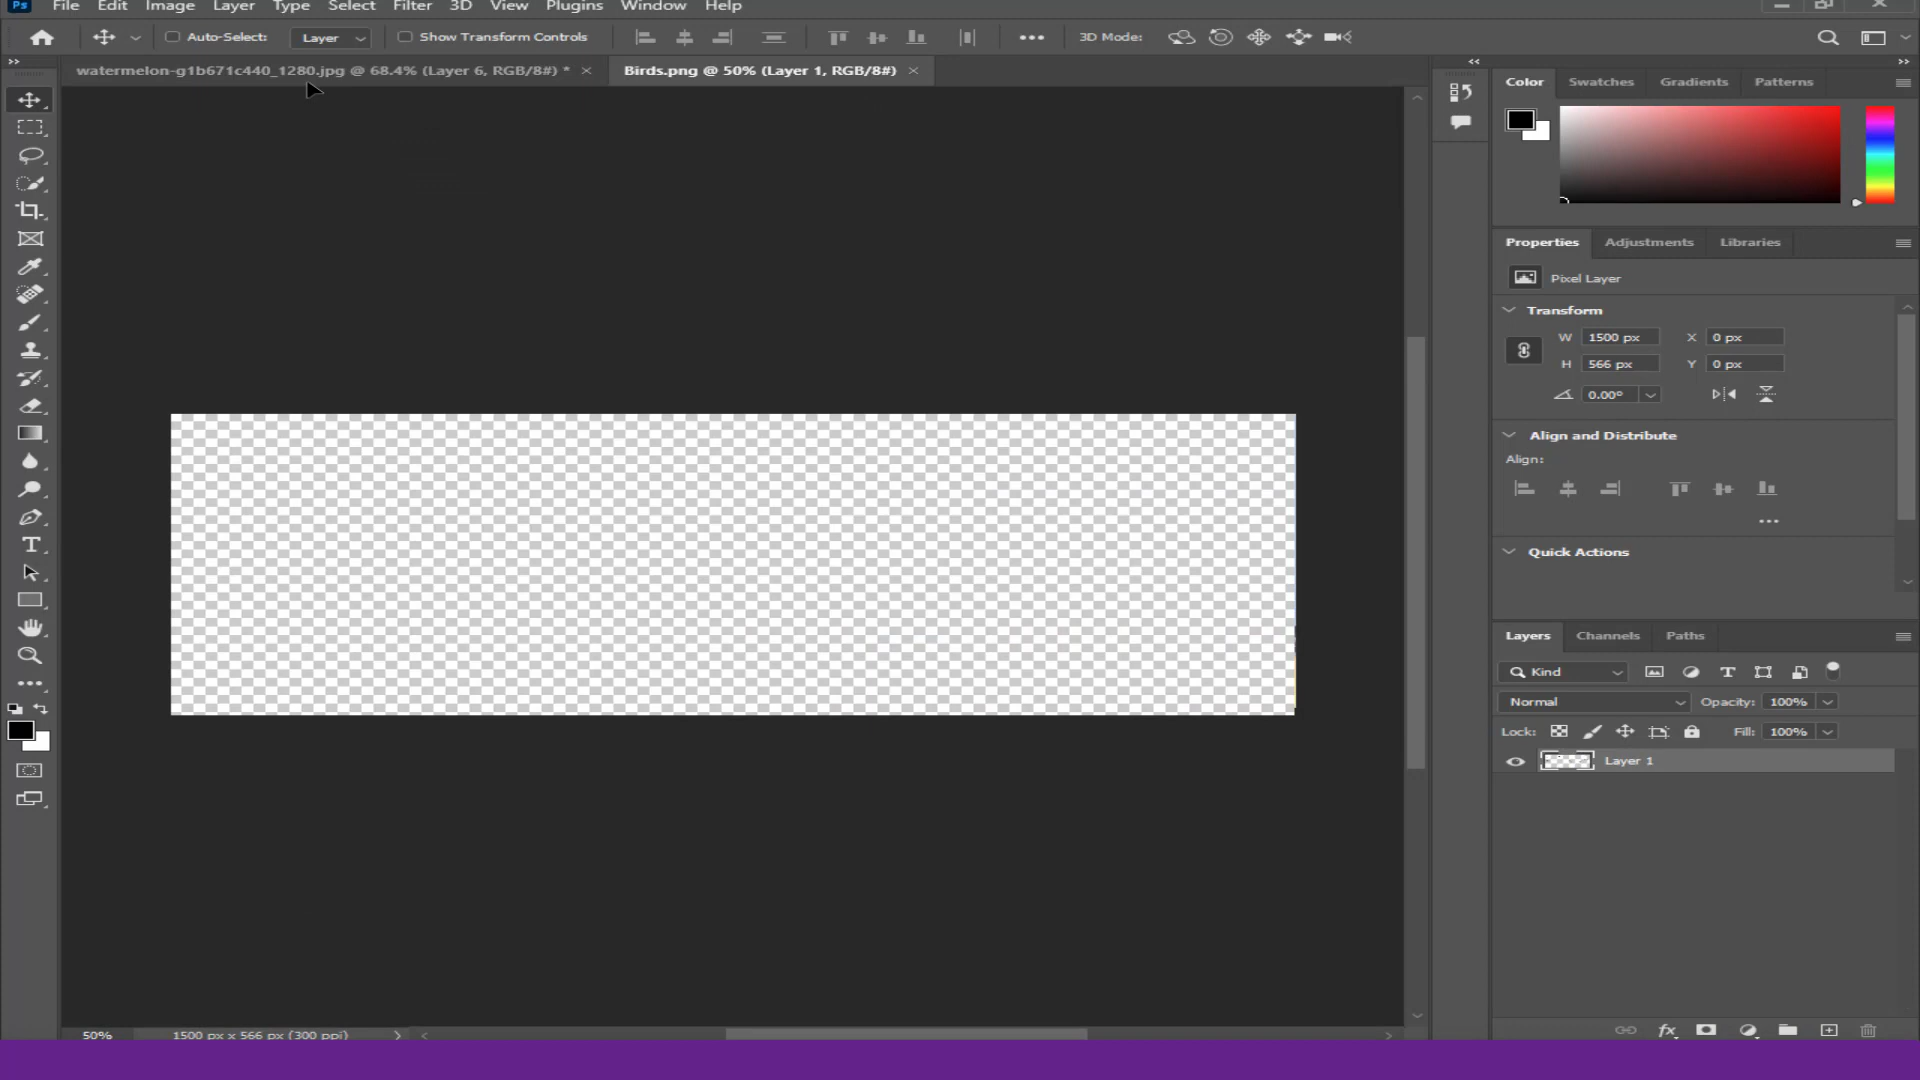 Ps File Edit Image Layer Type Select Filter 3D View Plugins Window Help
Auto-Select: Layer Show Transform Controls 3D Mode:
watermelon-g1b671c440_1280.jpg @ 68.4% (Layer 6, RGB/8#) * × Birds.png @ 50% (Layer 1, RGB/8#) ×
Color Swatches Gradients Patterns
Properties Adjustments Libraries
Pixel Layer
Transform
W 1500 px X 0 px
H 566 px Y 0 px
0.00°
Align and Distribute
Align:
Quick Actions
Layers Channels Paths
Kind
Normal Opacity: 100%
Lock: Fill: 100%
Layer 1
50% 1500 px x 566 px (300 ppi)